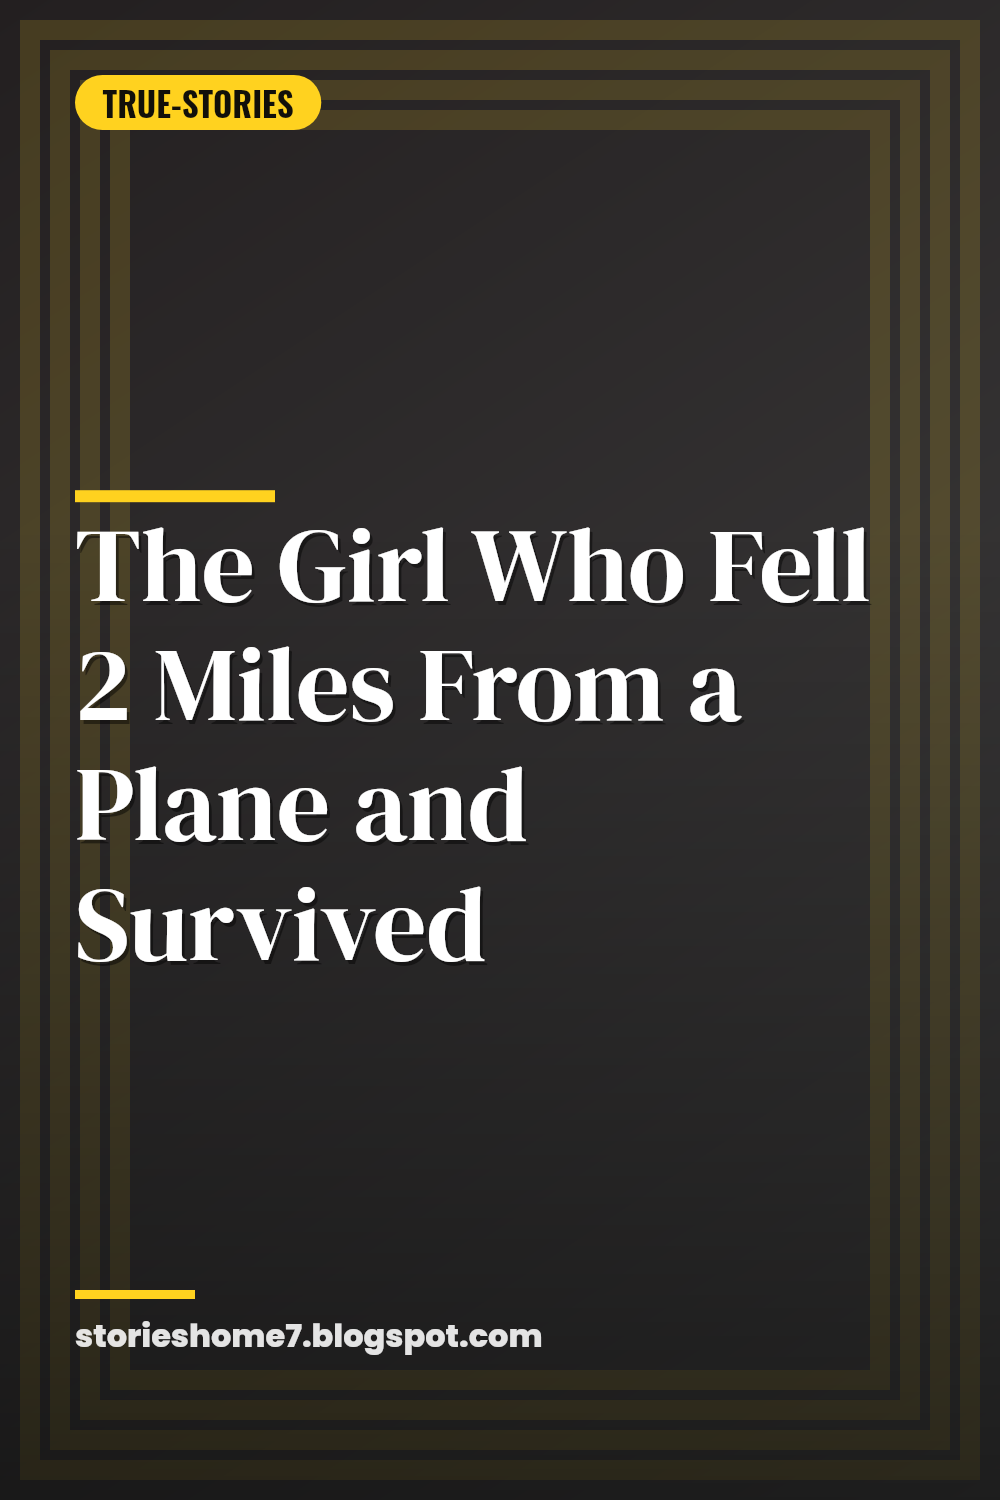 TRUE-STORIES
The Girl Who Fell
2 Miles From a
Plane and
Survived
storieshome7.blogspot.com